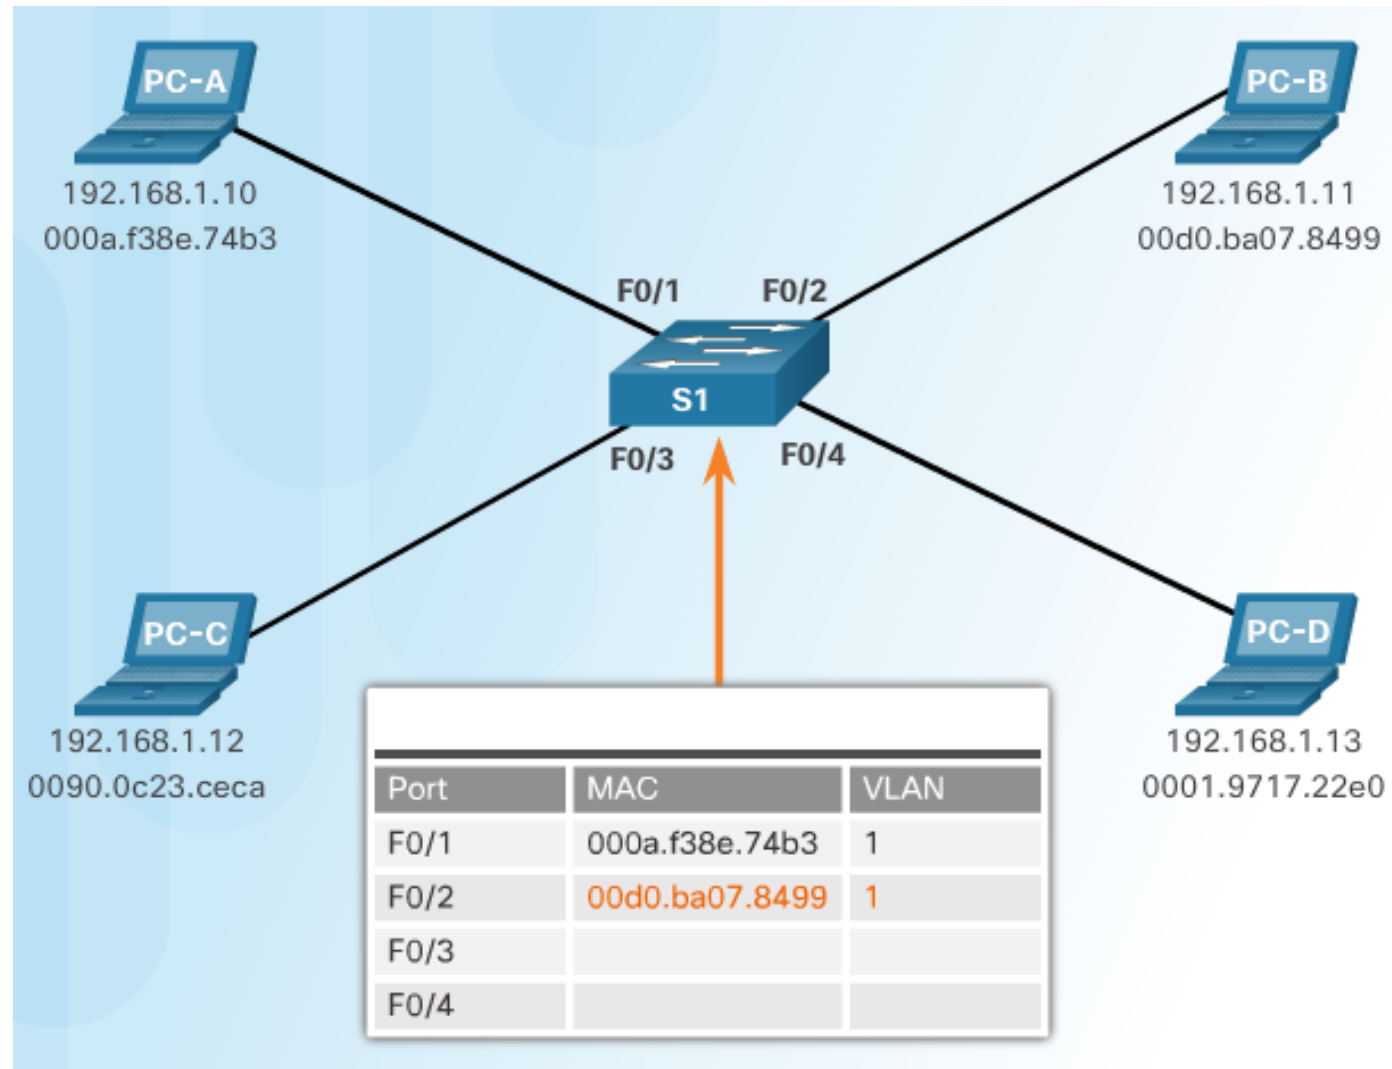 PC-A
192.168.1.10
000a.f38e.74b3
PC-B
192.168.1.11
00d0.ba07.8499
F0/1
F0/2
S1
F0/3
F0/4
PC-C
192.168.1.12
0090.0c23.ceca
PC-D
192.168.1.13
0001.9717.22e0
Port MAC VLAN
F0/1 000a.f38e.74b3 1
F0/2 00d0.ba07.8499 1
F0/3
F0/4